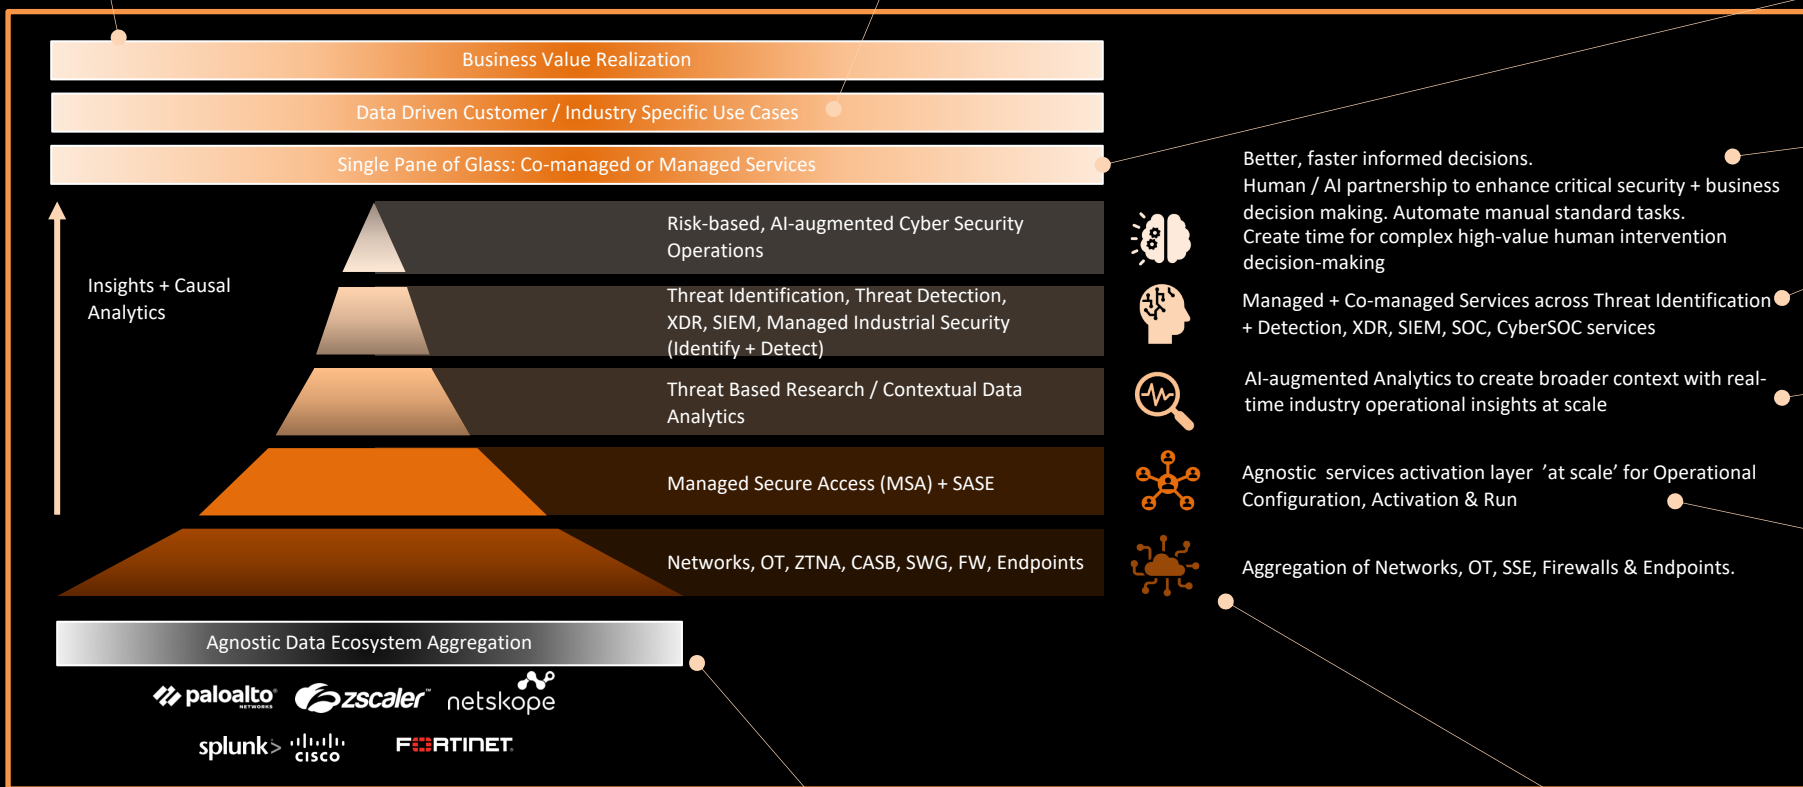 Business Value Realization
Data Driven Customer / Industry Specific Use Cases
Single Pane of Glass: Co-managed or Managed Services
Insights + Causal
Analytics
Risk-based, AI-augmented Cyber Security
Operations
Better, faster informed decisions.
Human / AI partnership to enhance critical security + business
decision making. Automate manual standard tasks.
Create time for complex high-value human intervention
decision-making
Threat Identification, Threat Detection,
XDR, SIEM, Managed Industrial Security
(Identify + Detect)
Managed + Co-managed Services across Threat Identification
+ Detection, XDR, SIEM, SOC, CyberSOC services
Threat Based Research / Contextual Data
Analytics
AI-augmented Analytics to create broader context with real-
time industry operational insights at scale
Managed Secure Access (MSA) + SASE
Agnostic  services activation layer ’at scale’ for Operational
Configuration, Activation & Run
Networks, OT, ZTNA, CASB, SWG, FW, Endpoints
Aggregation of Networks, OT, SSE, Firewalls & Endpoints.
Agnostic Data Ecosystem Aggregation
paloalto
NETWORKS
zscaler™
netskope
splunk>
CISCO
FORTINET